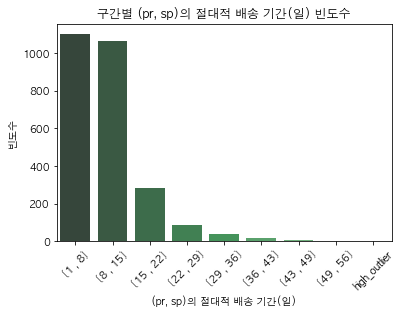 구간별 (pr, sp)의 절대적 배송 기간(일) 빈도수
빈도수
1000
800
600
400
200
0
(1 , 8)
(8 , 15)
(15 , 22)
(22 , 29)
(29 , 36)
(36 , 43)
(43 , 49)
(49 , 56)
hgh_outlier
(pr, sp)의 절대적 배송 기간(일)